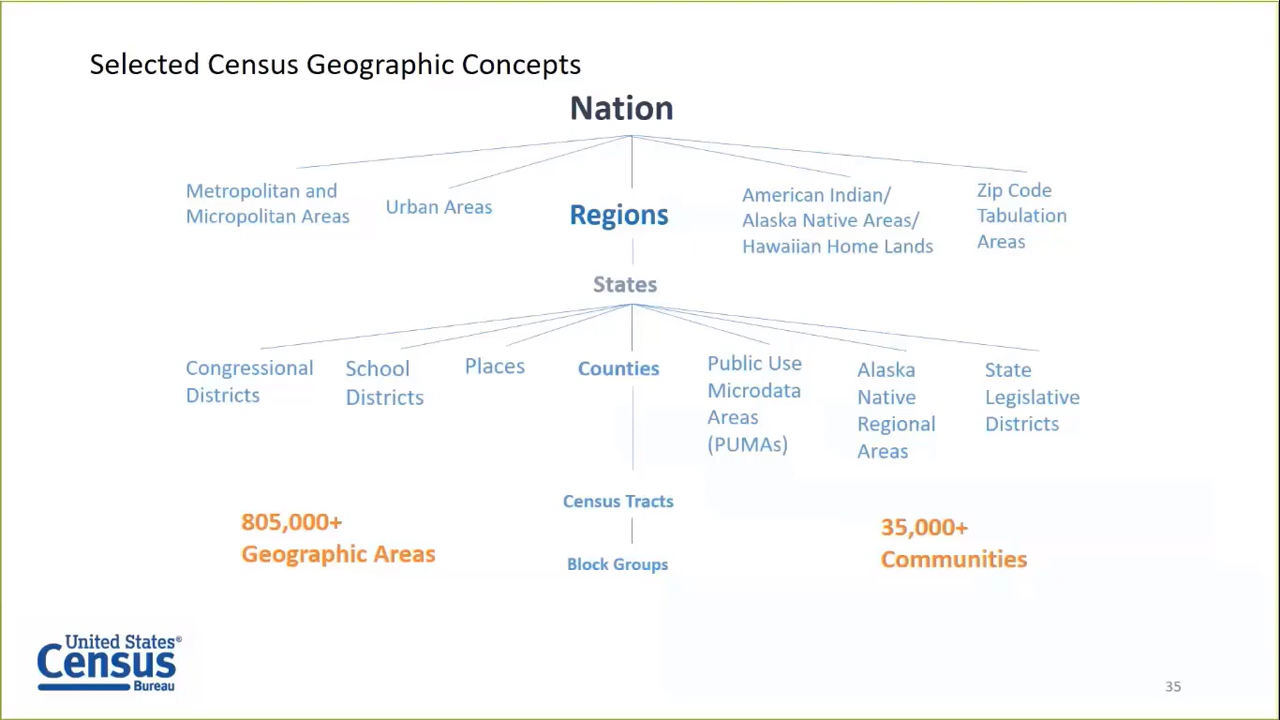 Selected Census Geographic Concepts
Nation
Metropolitan and
Micropolitan Areas
Urban Areas
Regions
American Indian/
Alaska Native Areas/
Hawaiian Home Lands
Zip Code
Tabulation
Areas
States
Congressional
Districts
School
Districts
Places
Counties
Public Use
Microdata
Areas
(PUMAs)
Alaska
Native
Regional
Areas
State
Legislative
Districts
Census Tracts
Block Groups
805,000+
Geographic Areas
35,000+
Communities
United States®
Census
Bureau
35